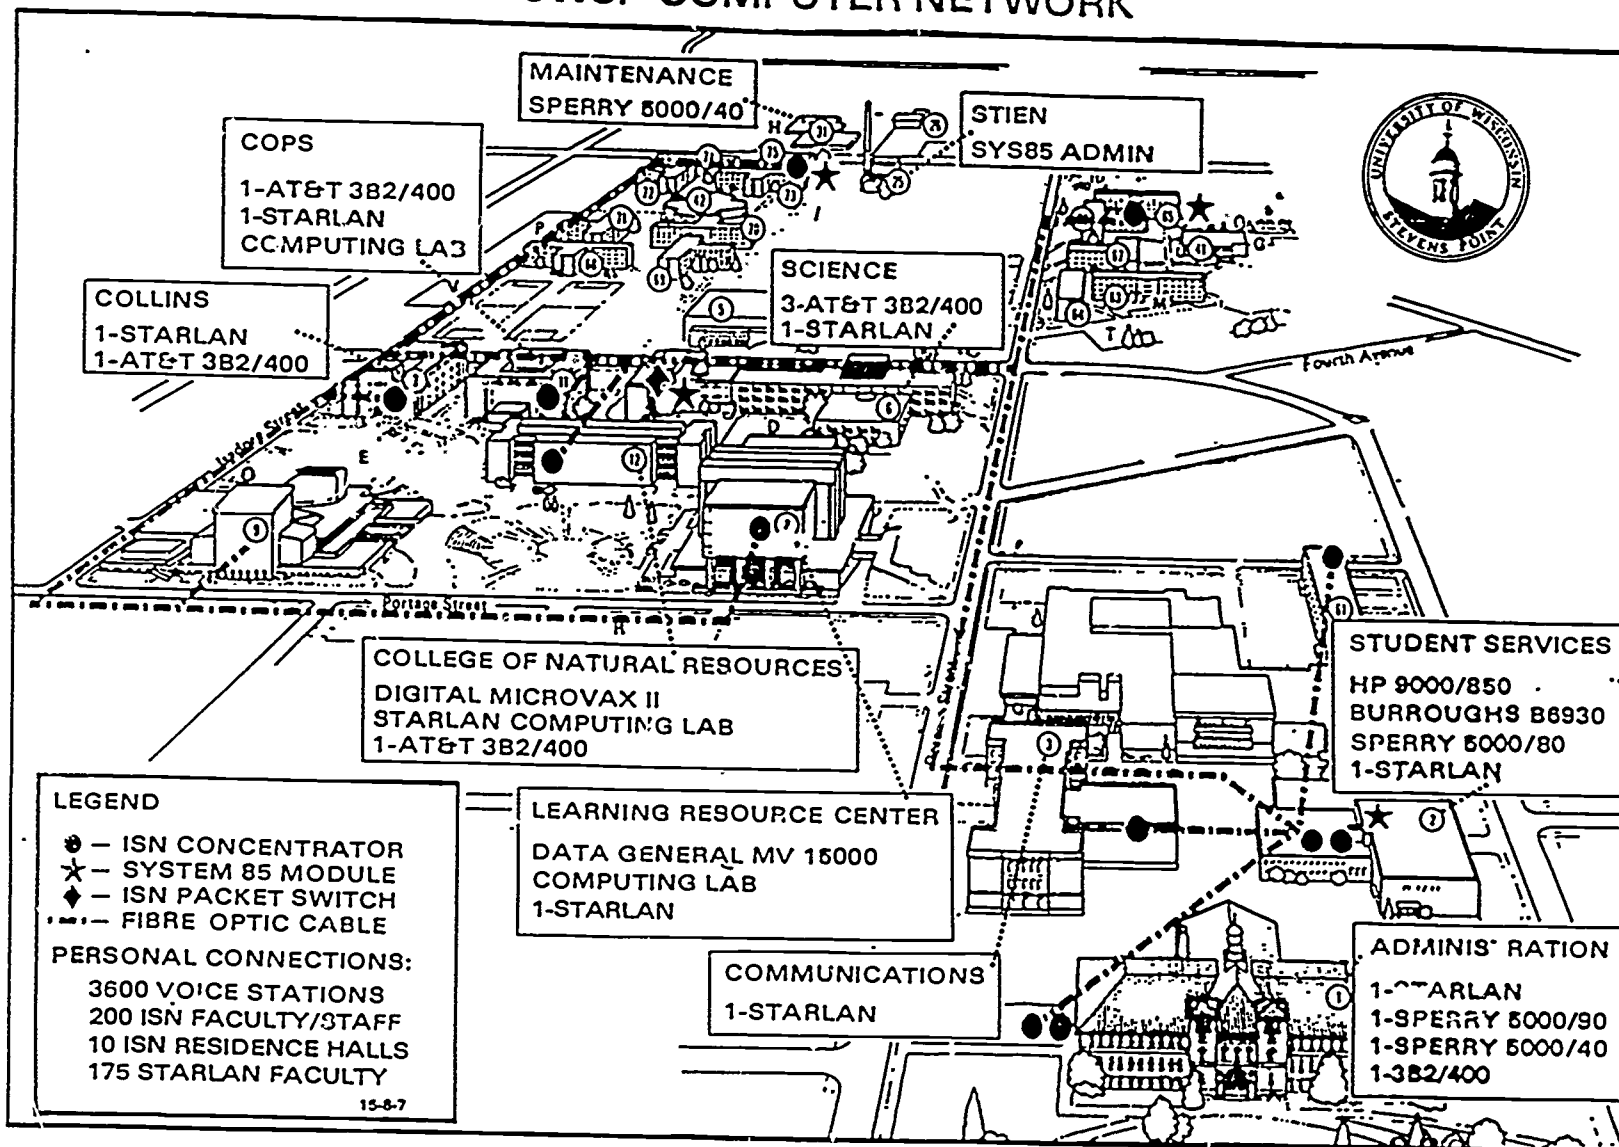 COMPUTER NETWORK
MAINTENANCE
SPERRY 5000/40
STIEN
SYS85 ADMIN
UNIVERSITY OF WISCONSIN
STEVENS POINT
COPS
1-AT&T 3B2/400
1-STARLAN
COMPUTING LAB
COLLINS
1-STARLAN
1-AT&T 3B2/400
SCIENCE
3-AT&T 3B2/400
1-STARLAN
Fourth Avenue
Portage Street
COLLEGE OF NATURAL RESOURCES
DIGITAL MICROVAX II
STARLAN COMPUTING LAB
1-AT&T 3B2/400
STUDENT SERVICES
HP 9000/850
BURROUGHS B6930
SPERRY 5000/80
1-STARLAN
LEARNING RESOURCE CENTER
DATA GENERAL MV 15000
COMPUTING LAB
1-STARLAN
COMMUNICATIONS
1-STARLAN
ADMINIS RATION
1-STARLAN
1-SPERRY 5000/90
1-SPERRY 5000/40
1-3B2/400
LEGEND
— ISN CONCENTRATOR
— SYSTEM 85 MODULE
— ISN PACKET SWITCH
— FIBRE OPTIC CABLE
PERSONAL CONNECTIONS:
3600 VOICE STATIONS
200 ISN FACULTY/STAFF
10 ISN RESIDENCE HALLS
175 STARLAN FACULTY
15-8-7